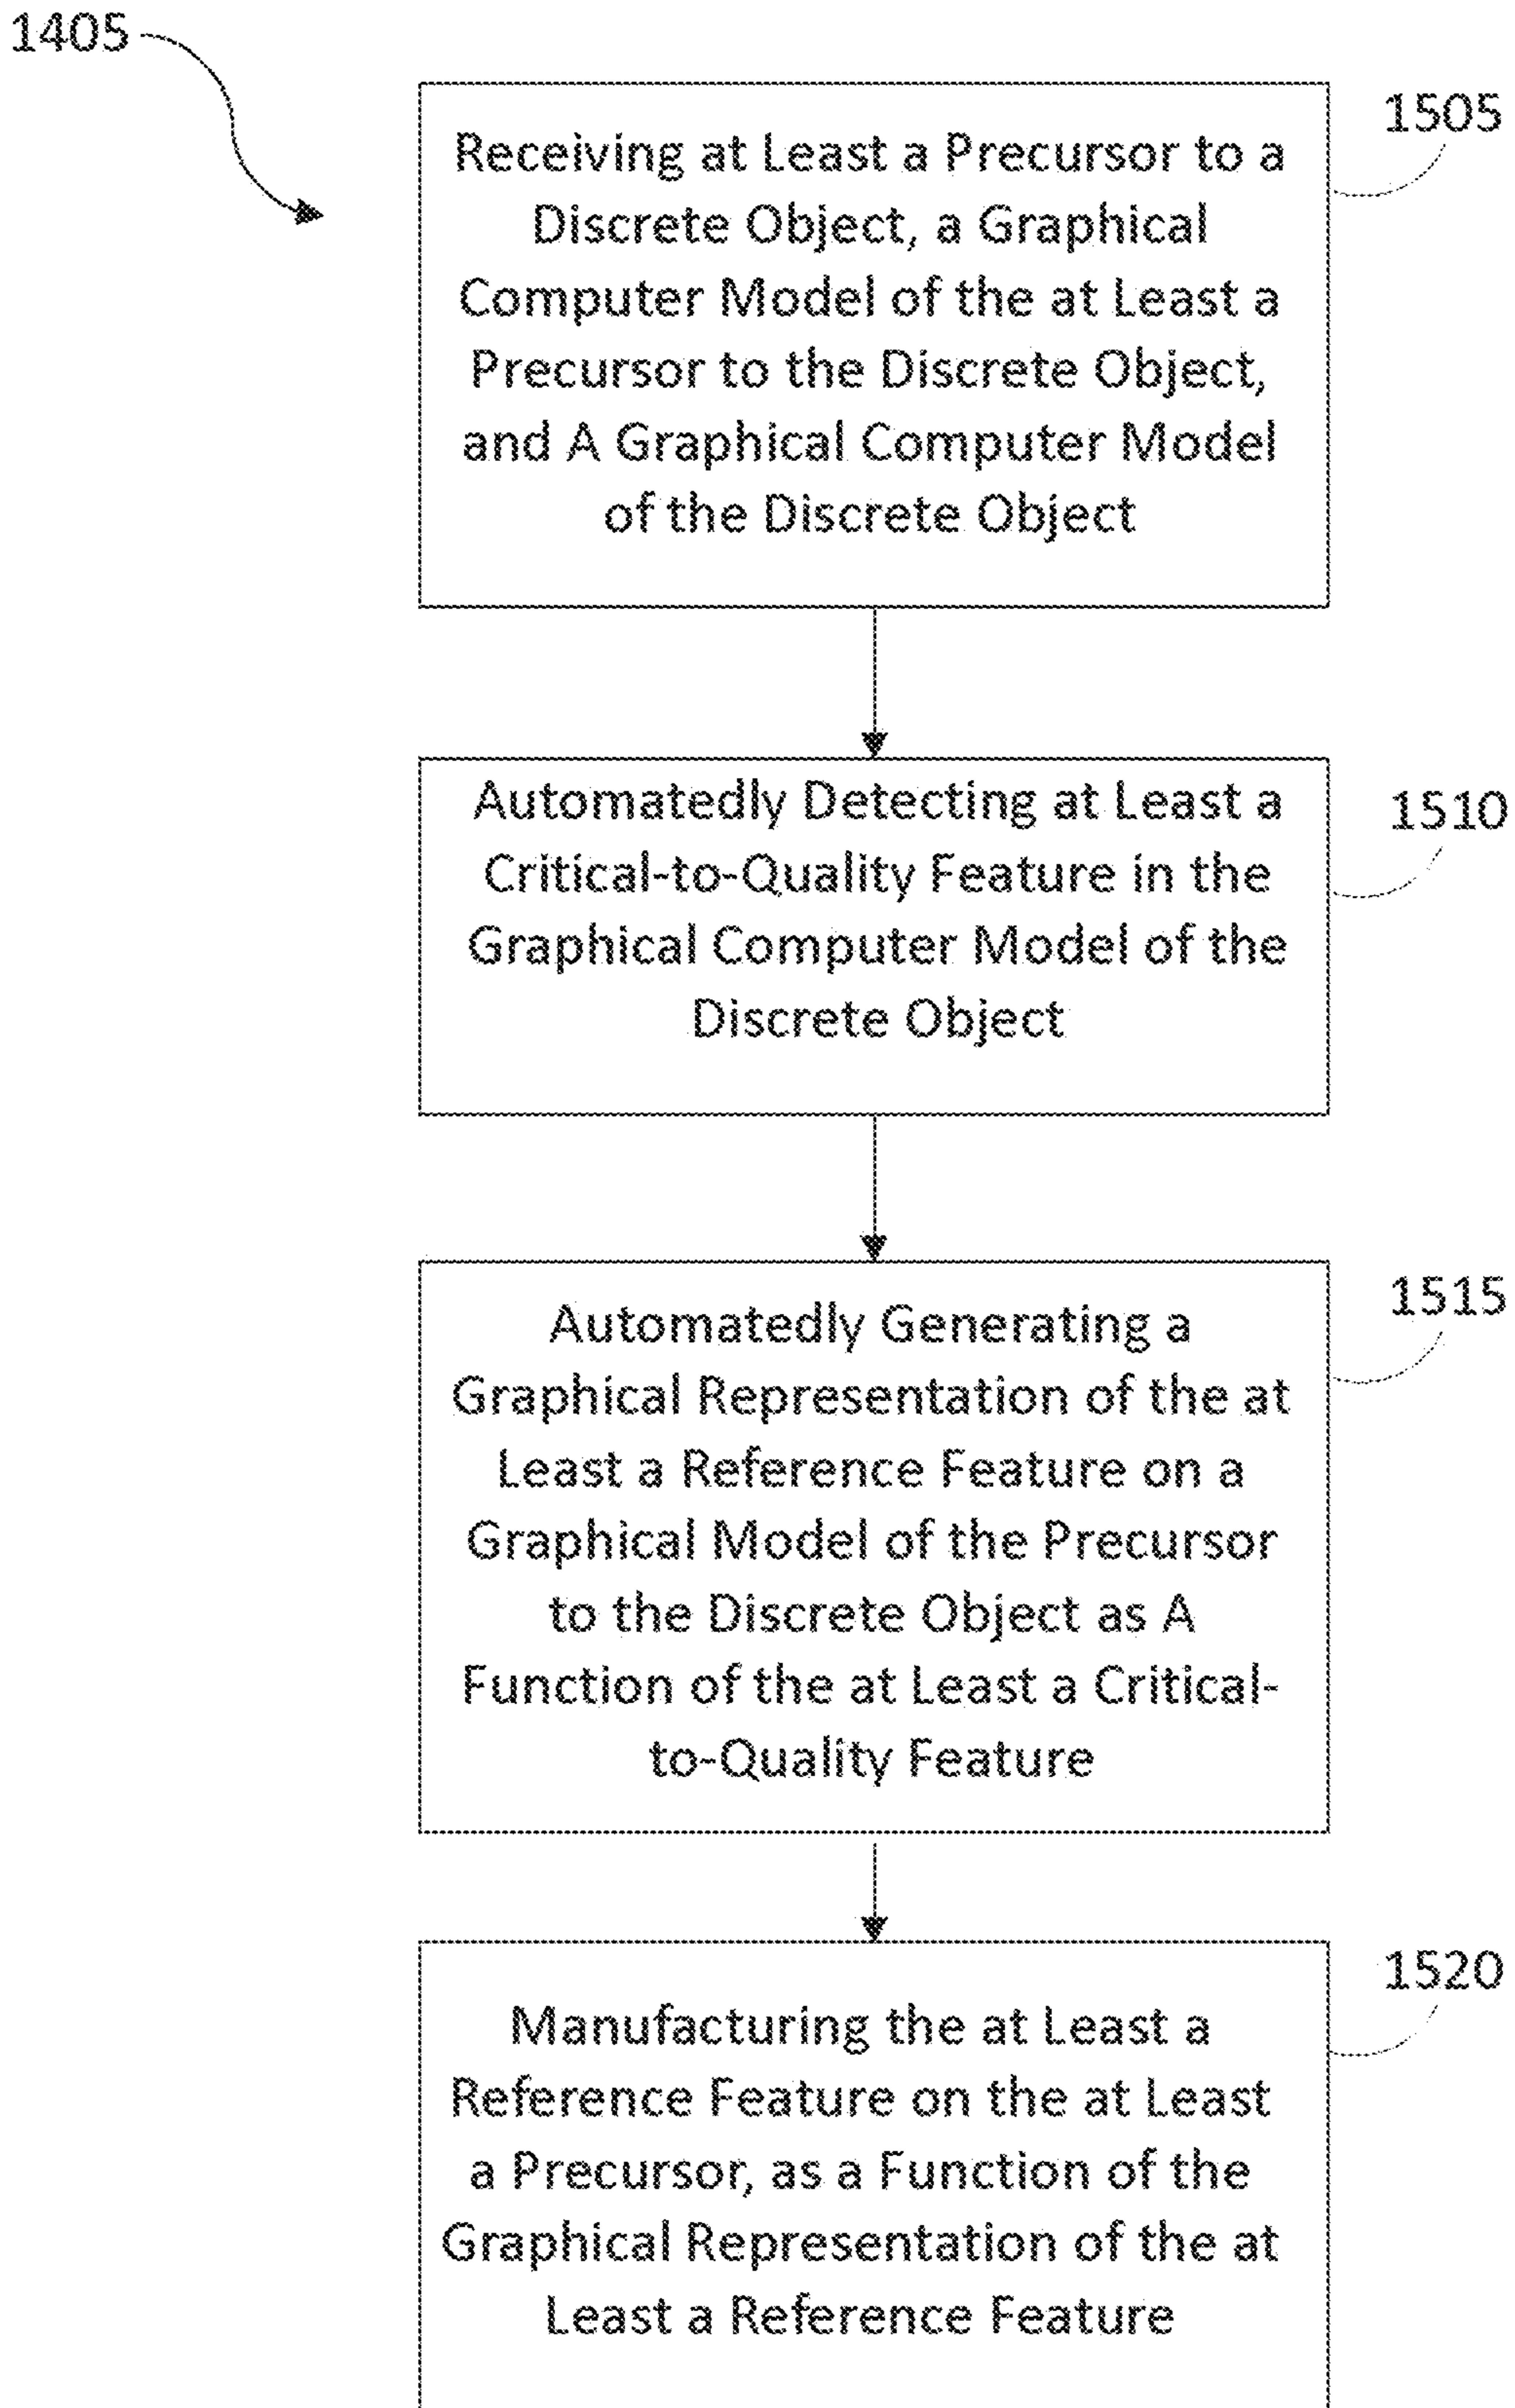 1405
1505
Receiving at Least a Precursor to a
Discrete Object, a Graphical
Computer Model of the at Least a
Precursor to the Discrete Object,
and A Graphical Computer Model
of the Discrete Object
1510
Automatedly Detecting at Least a
Critical-to-Quality Feature in the
Graphical Computer Model of the
Discrete Object
1515
Automatedly Generating a
Graphical Representation of the at
Least a Reference Feature on a
Graphical Model of the Precursor
to the Discrete Object as A
Function of the at Least a Critical-
to-Quality Feature
1520
Manufacturing the at Least a
Reference Feature on the at Least
a Precursor, as a Function of the
Graphical Representation of the at
Least a Reference Feature